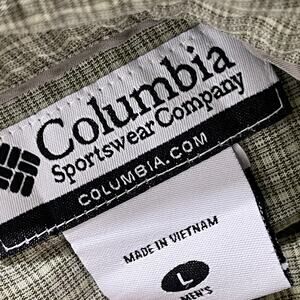 Columbia
Sportswear Company
COLUMBIA.COM
MADE IN VIETNAM
L
MEN'S